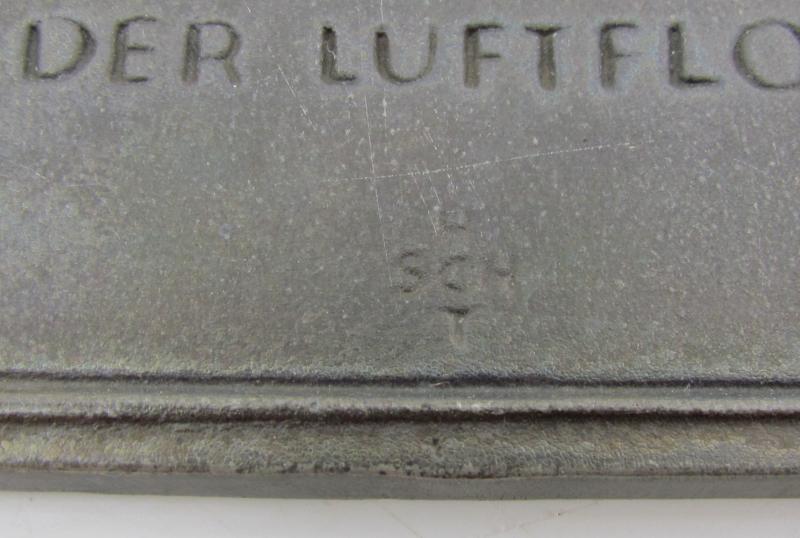 DER LUFTFLO
SCH
T